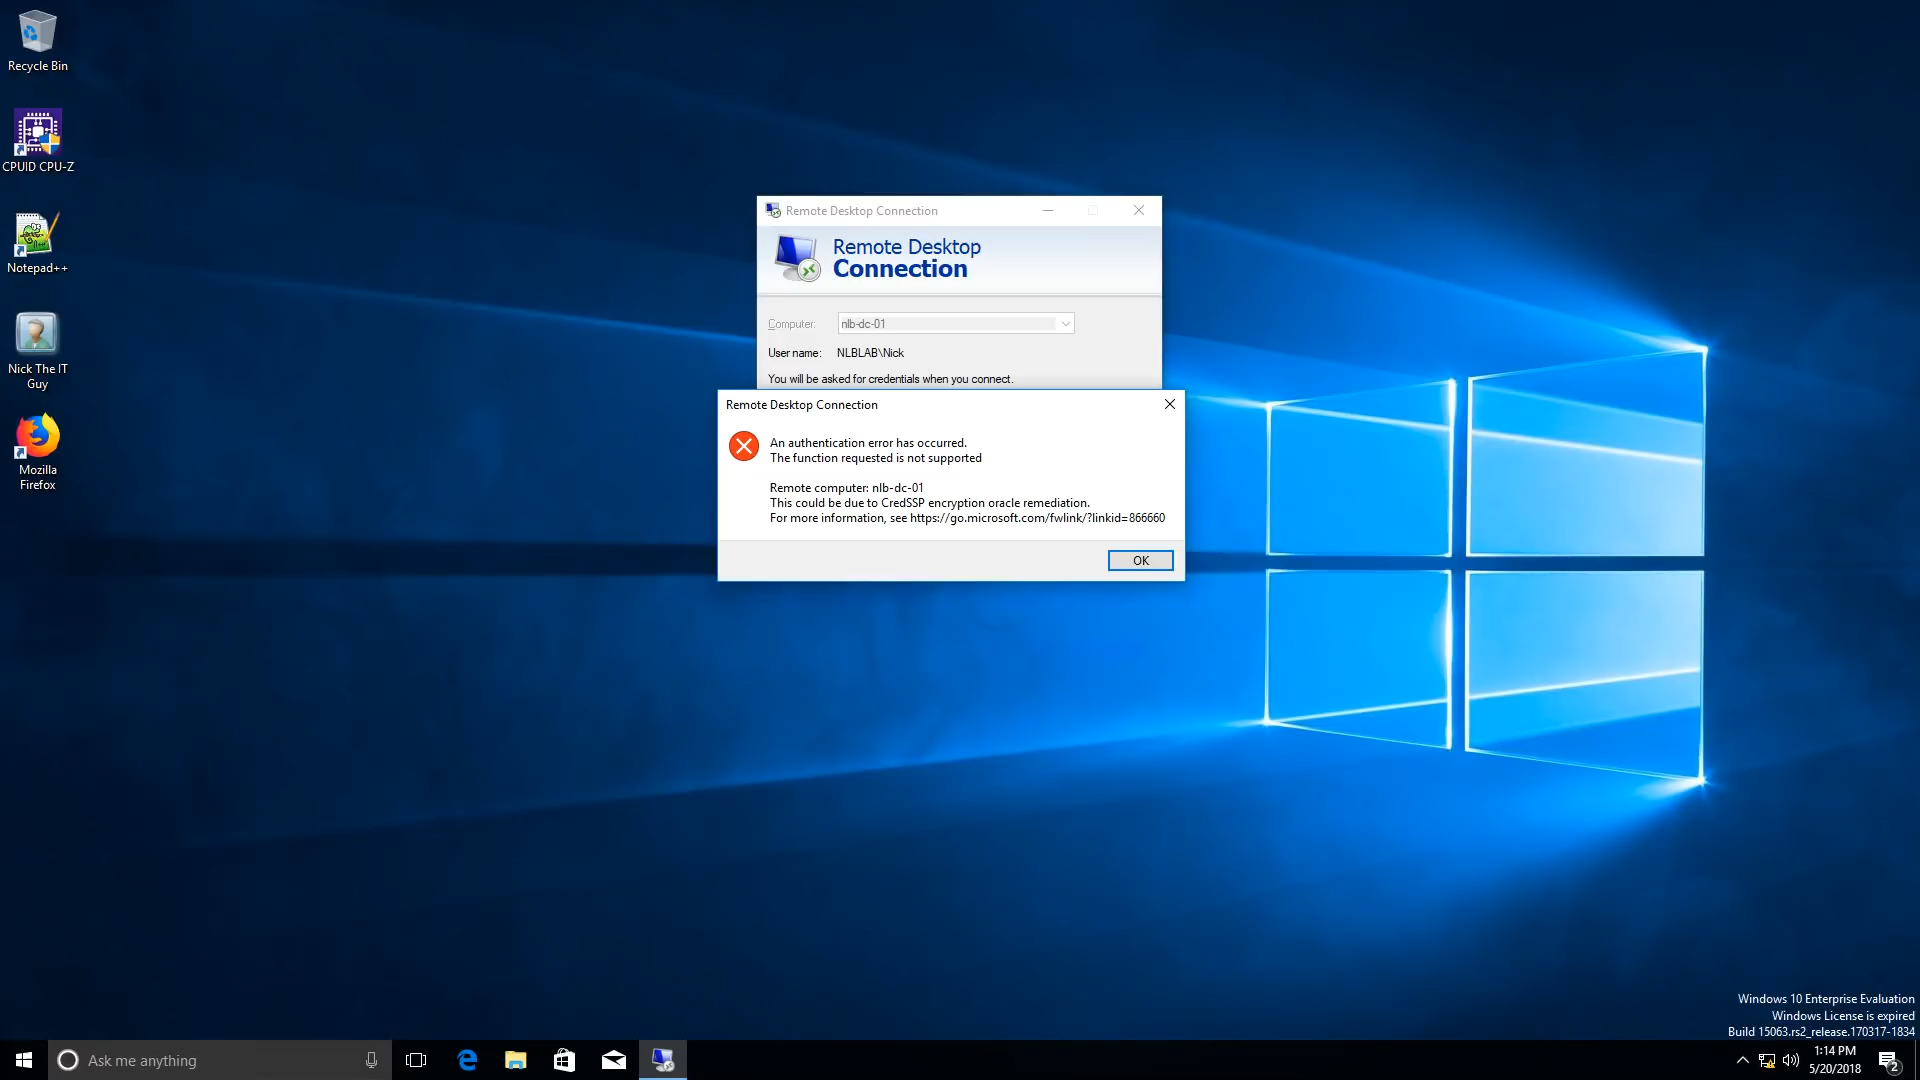 Recycle Bin
CPUID CPU-Z
Notepad++
Nick The IT
Guy
Mozilla
Firefox
Remote Desktop Connection
Remote Desktop
Connection
Computer:
nlb-dc-01
User name:
NLBLAB\Nick
You will be asked for credentials when you connect.
Remote Desktop Connection
An authentication error has occurred.
The function requested is not supported
Remote computer: nlb-dc-01
This could be due to CredSSP encryption oracle remediation.
For more information, see https://go.microsoft.com/fwlink/?linkid=866660
OK
Windows 10 Enterprise Evaluation
Windows License is expired
Build 15063.rs2_release.170317-1834
Ask me anything
1:14 PM
5/20/2018
2